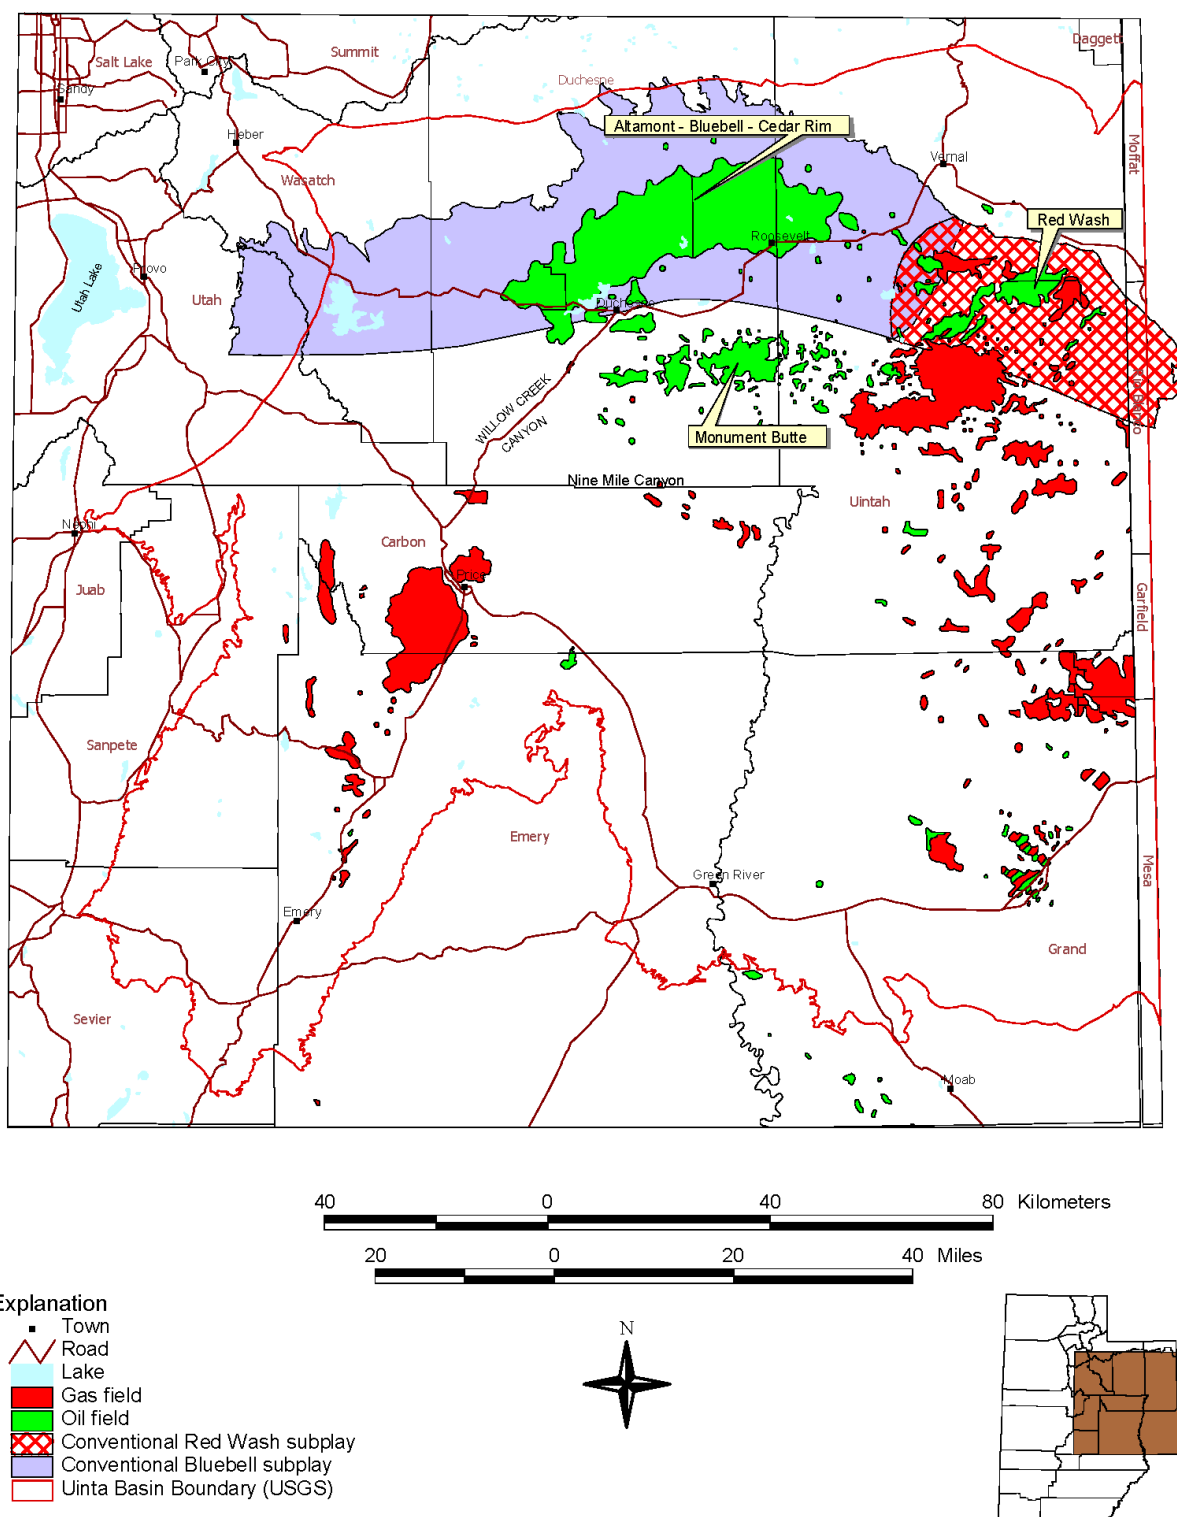 Summit
Daggett
Salt Lake
Park City
Duchesne
Sandy
Altamont - Bluebell - Cedar Rim
Heber
Moffat
Vernal
Wasatch
Red Wash
Roosevelt
Utah Lake
Provo
Utah
Duchesne
WILLOW CREEK
CANYON
Monument Butte
Nine Mile Canyon
Uintah
Nephi
Carbon
Price
Juab
Garfield
Sanpete
Emery
Mesa
Green River
Emery
Grand
Sevier
Moab
40 0 40 80 Kilometers
20 0 20 40 Miles
Explanation
Town
Road
Lake
Gas field
Oil field
Conventional Red Wash subplay
Conventional Bluebell subplay
Uinta Basin Boundary (USGS)
N